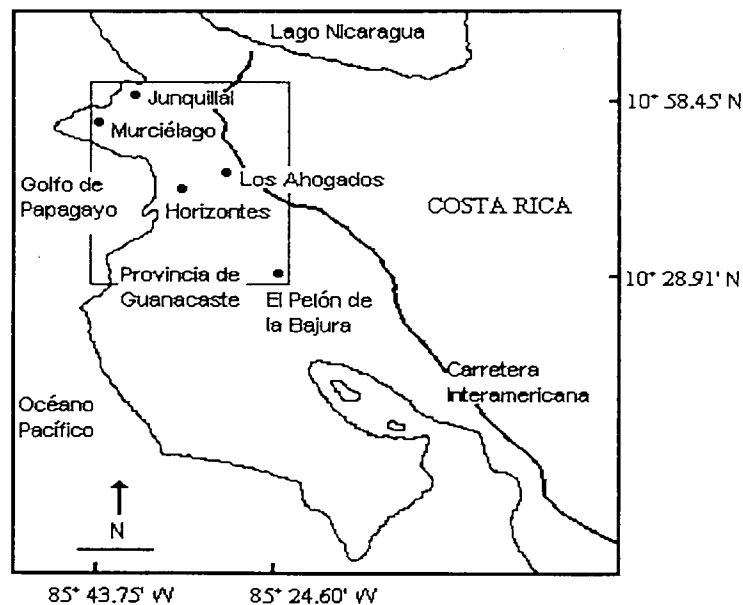 Lago Nicaragua
Junquillal
10° 58.45' N
Murciélago
Los Ahogados
Golfo de
Papagayo
Horizontes
COSTA RICA
Provincia de
Guanacaste
10° 28.91' N
El Pelón de
la Bajura
Carretera
Interamericana
Océano
Pacífico
N
85° 43.75' W
85° 24.60' W